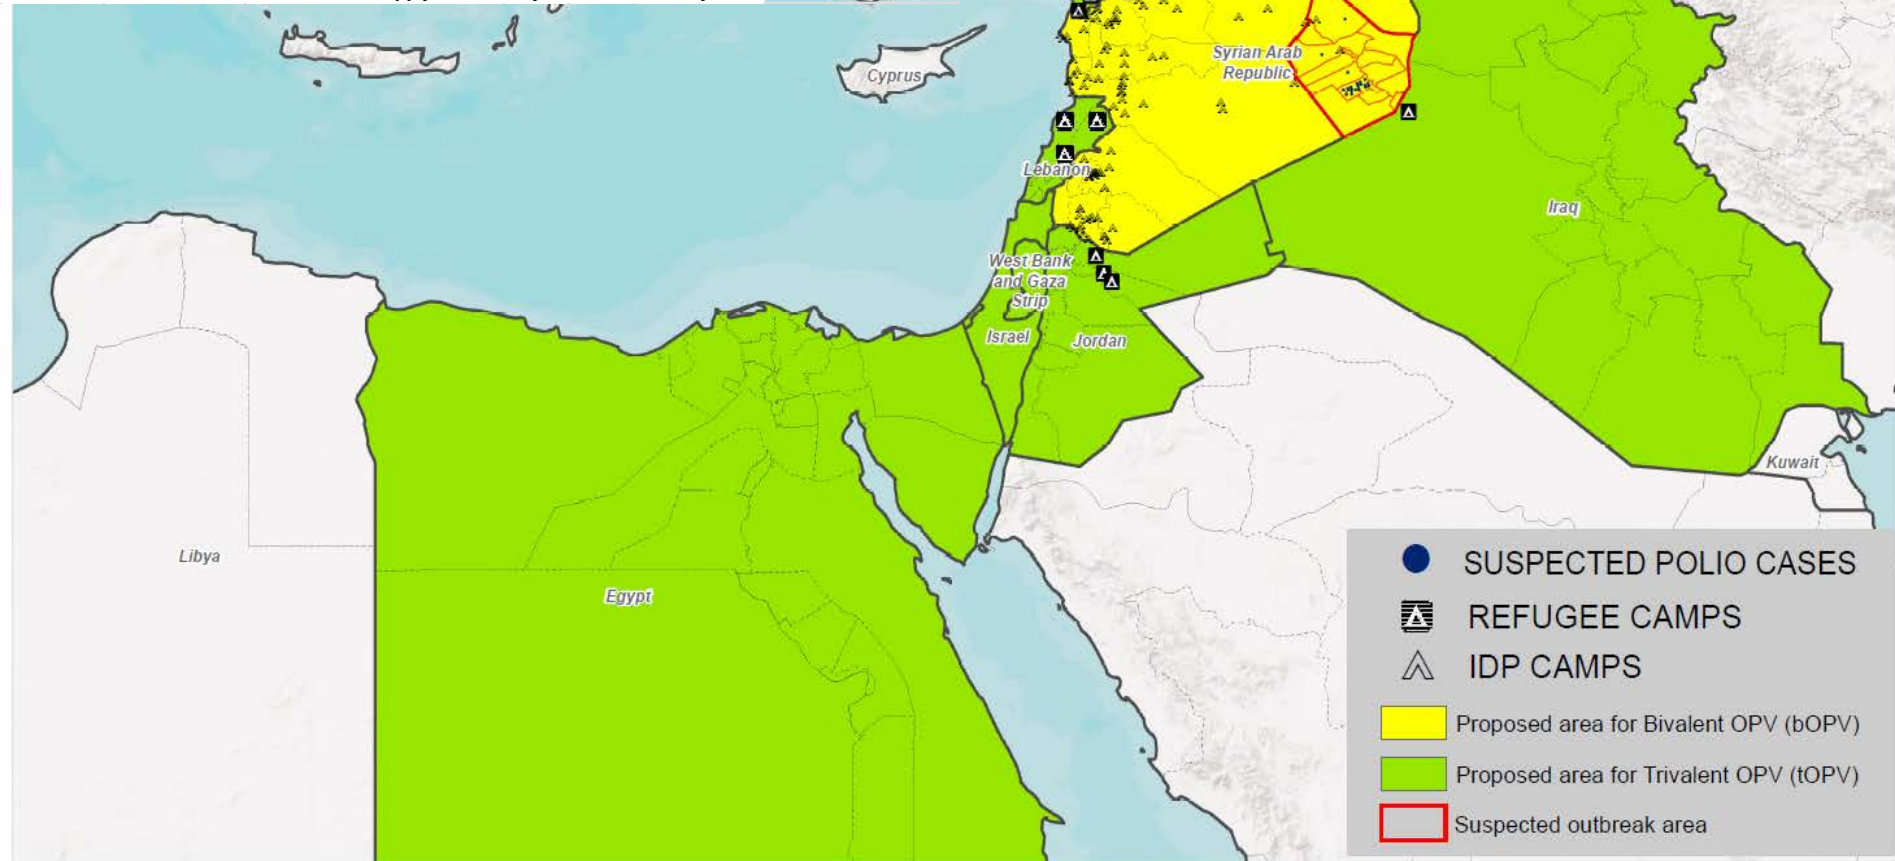 Cyprus
Syrian Arab
Republic
Lebanon
Iraq
West Bank
and Gaza
Strip
Israel
Jordan
Kuwait
Libya
Egypt
SUSPECTED POLIO CASES
REFUGEE CAMPS
IDP CAMPS
Proposed area for Bivalent OPV (bOPV)
Proposed area for Trivalent OPV (tOPV)
Suspected outbreak area